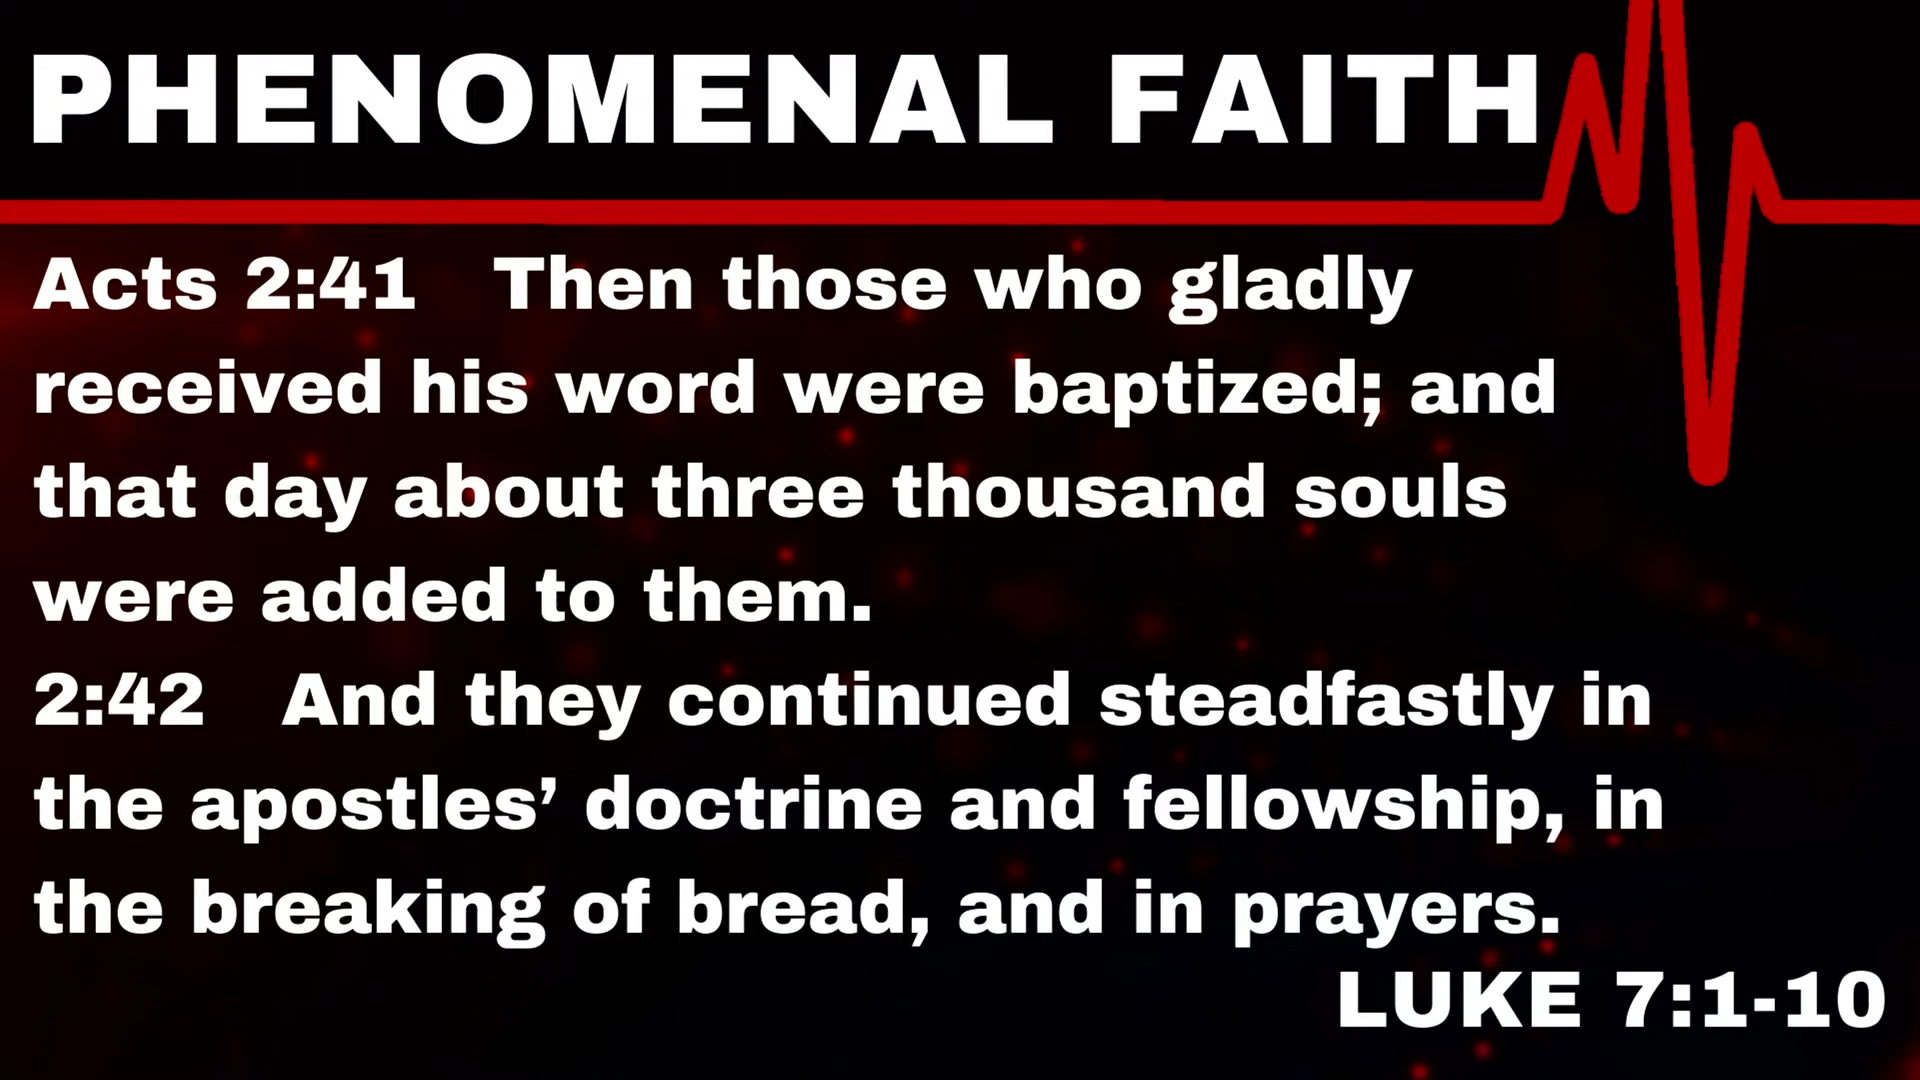 PHENOMENAL FAITH
Acts 2:41 Then those who gladly
received his word were baptized; and
that day about three thousand souls
were added to them.
2:42 And they continued steadfastly in
the apostles’ doctrine and fellowship, in
the breaking of bread, and in prayers.
LUKE 7:1-10